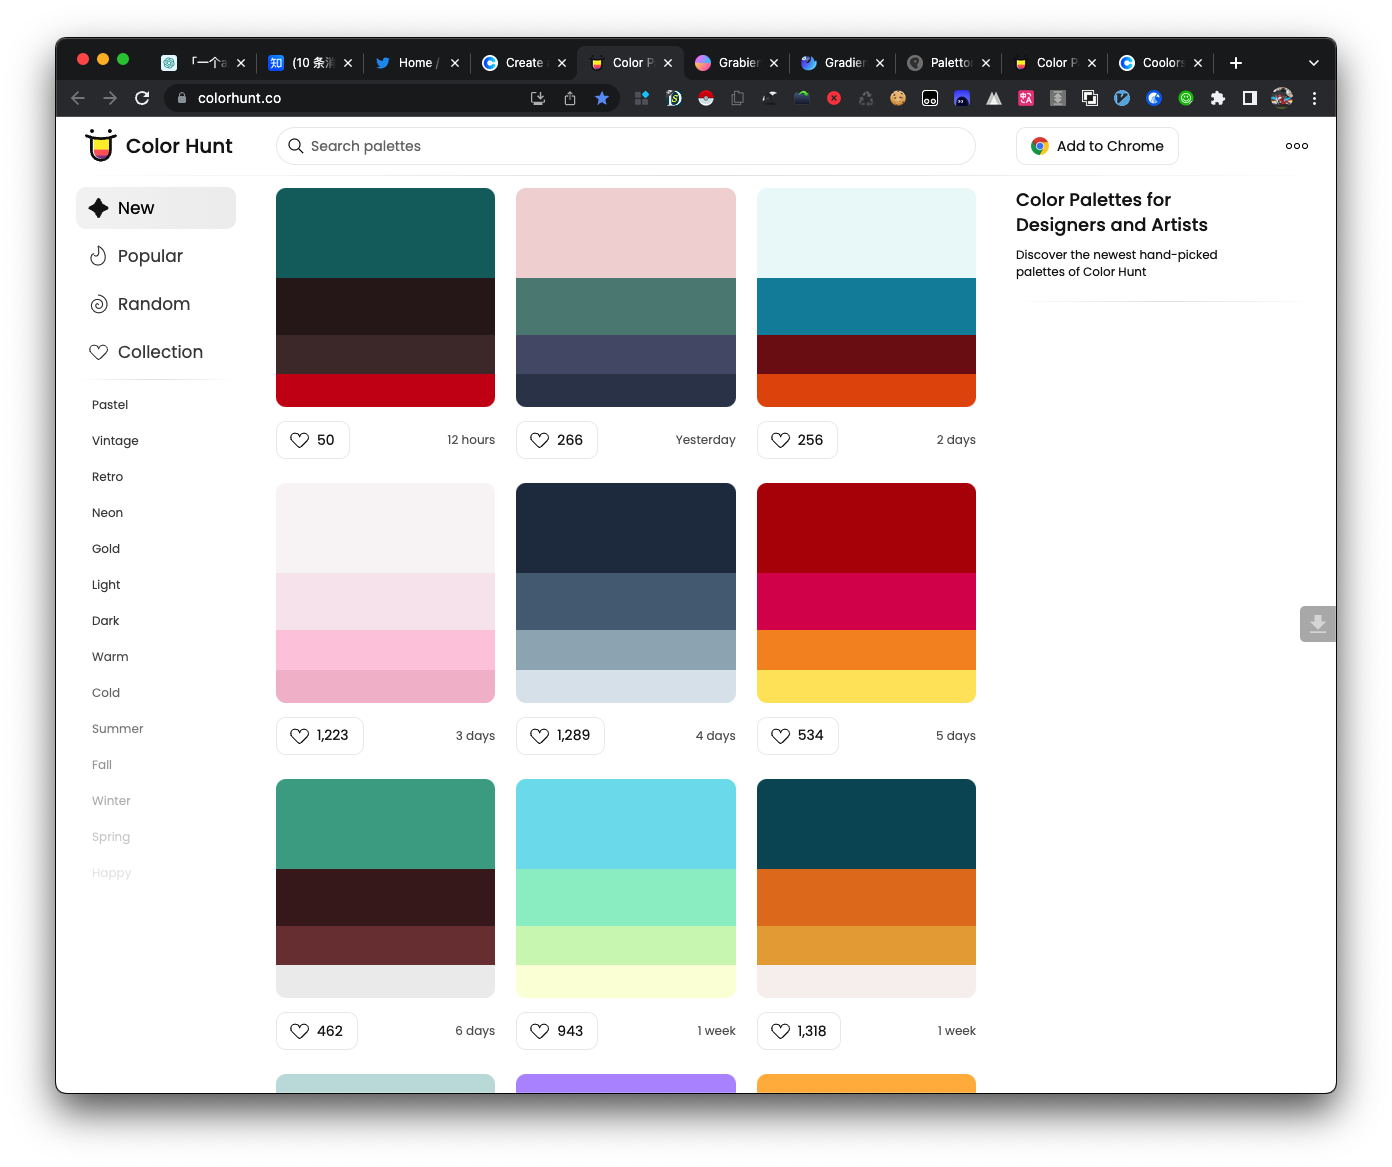 「一个a
(10 条消
Home /
Create
Color P
Grabier
Gradier
Paletto
Color P
Coolors
colorhunt.co
Color Hunt
Search palettes
Add to Chrome
New
Popular
Random
Collection
Pastel
Vintage
Retro
Neon
Gold
Light
Dark
Warm
Cold
Summer
Fall
Winter
Spring
Happy
50
12 hours
266
Yesterday
256
2 days
1,223
3 days
1,289
4 days
534
5 days
462
6 days
943
1 week
1,318
1 week
Color Palettes for
Designers and Artists
Discover the newest hand-picked
palettes of Color Hunt